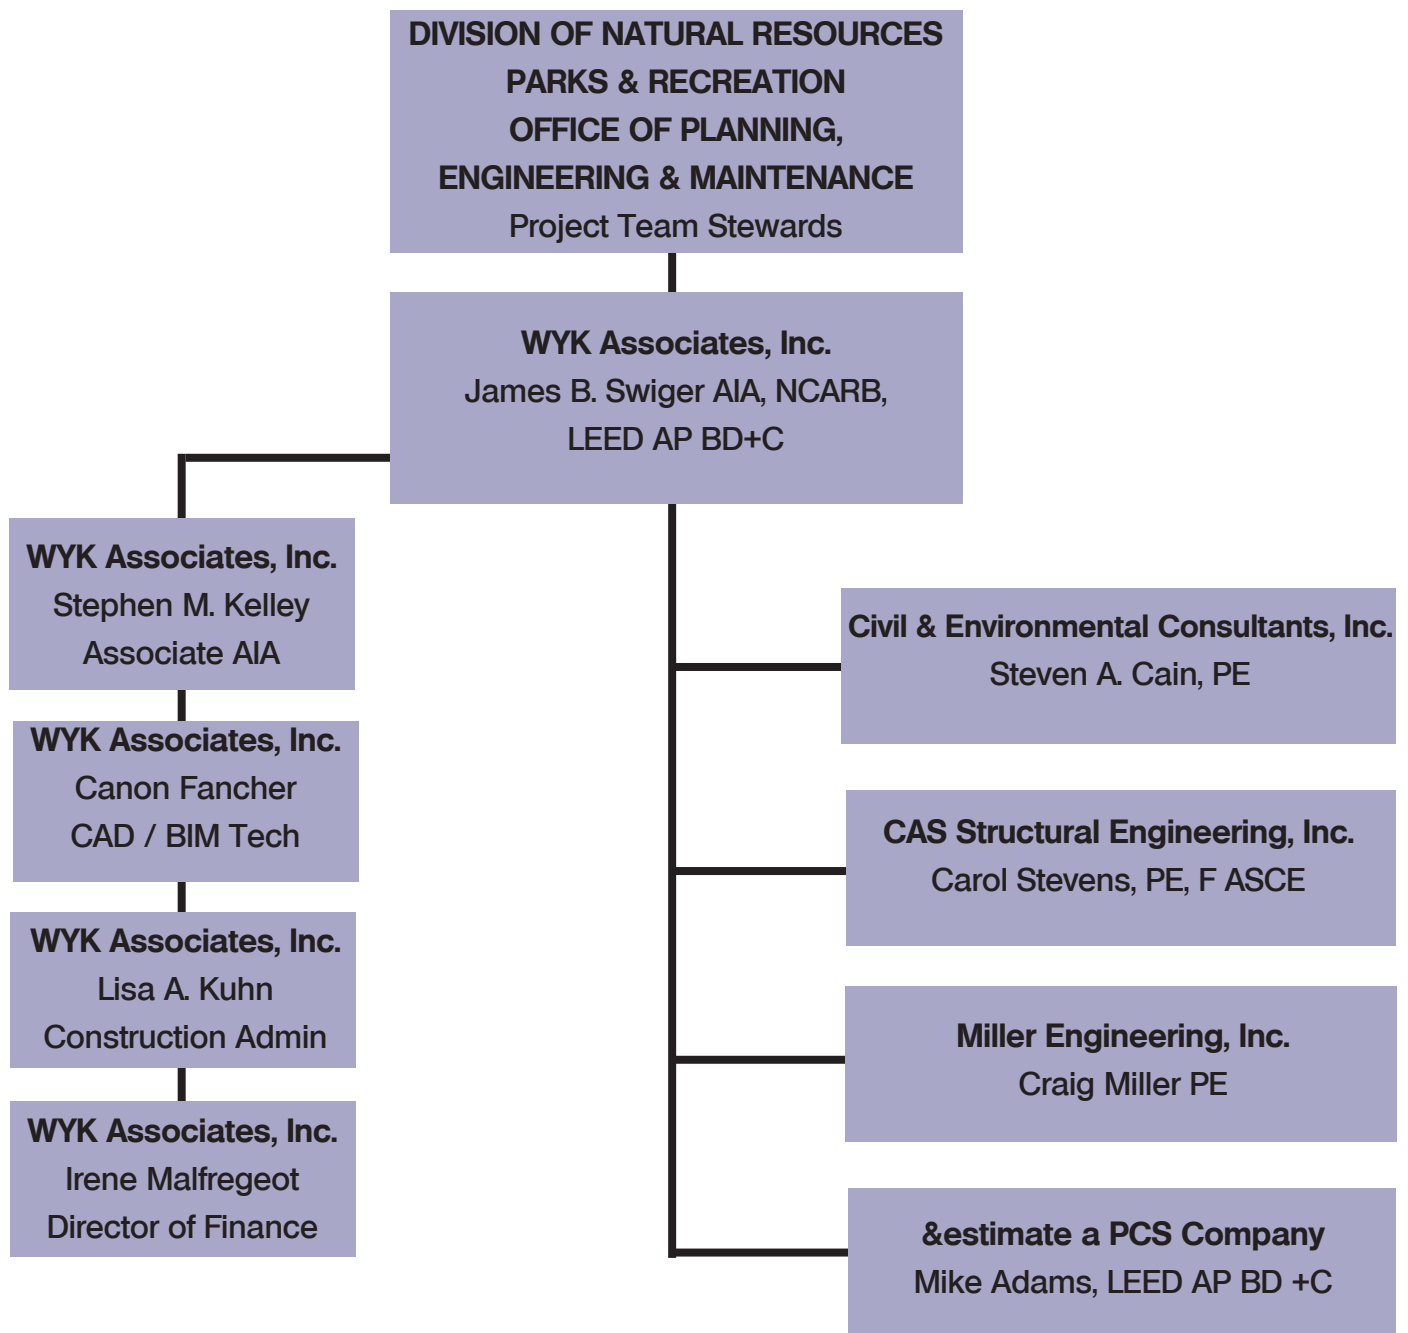 DIVISION OF NATURAL RESOURCES
PARKS & RECREATION
OFFICE OF PLANNING,
ENGINEERING & MAINTENANCE
Project Team Stewards
WYK Associates, Inc.
James B. Swiger AIA, NCARB,
LEED AP BD+C
WYK Associates, Inc.
Stephen M. Kelley
Associate AIA
WYK Associates, Inc.
Canon Fancher
CAD / BIM Tech
WYK Associates, Inc.
Lisa A. Kuhn
Construction Admin
WYK Associates, Inc.
Irene Malfregeot
Director of Finance
Civil & Environmental Consultants, Inc.
Steven A. Cain, PE
CAS Structural Engineering, Inc.
Carol Stevens, PE, F ASCE
Miller Engineering, Inc.
Craig Miller PE
&estimate a PCS Company
Mike Adams, LEED AP BD +C